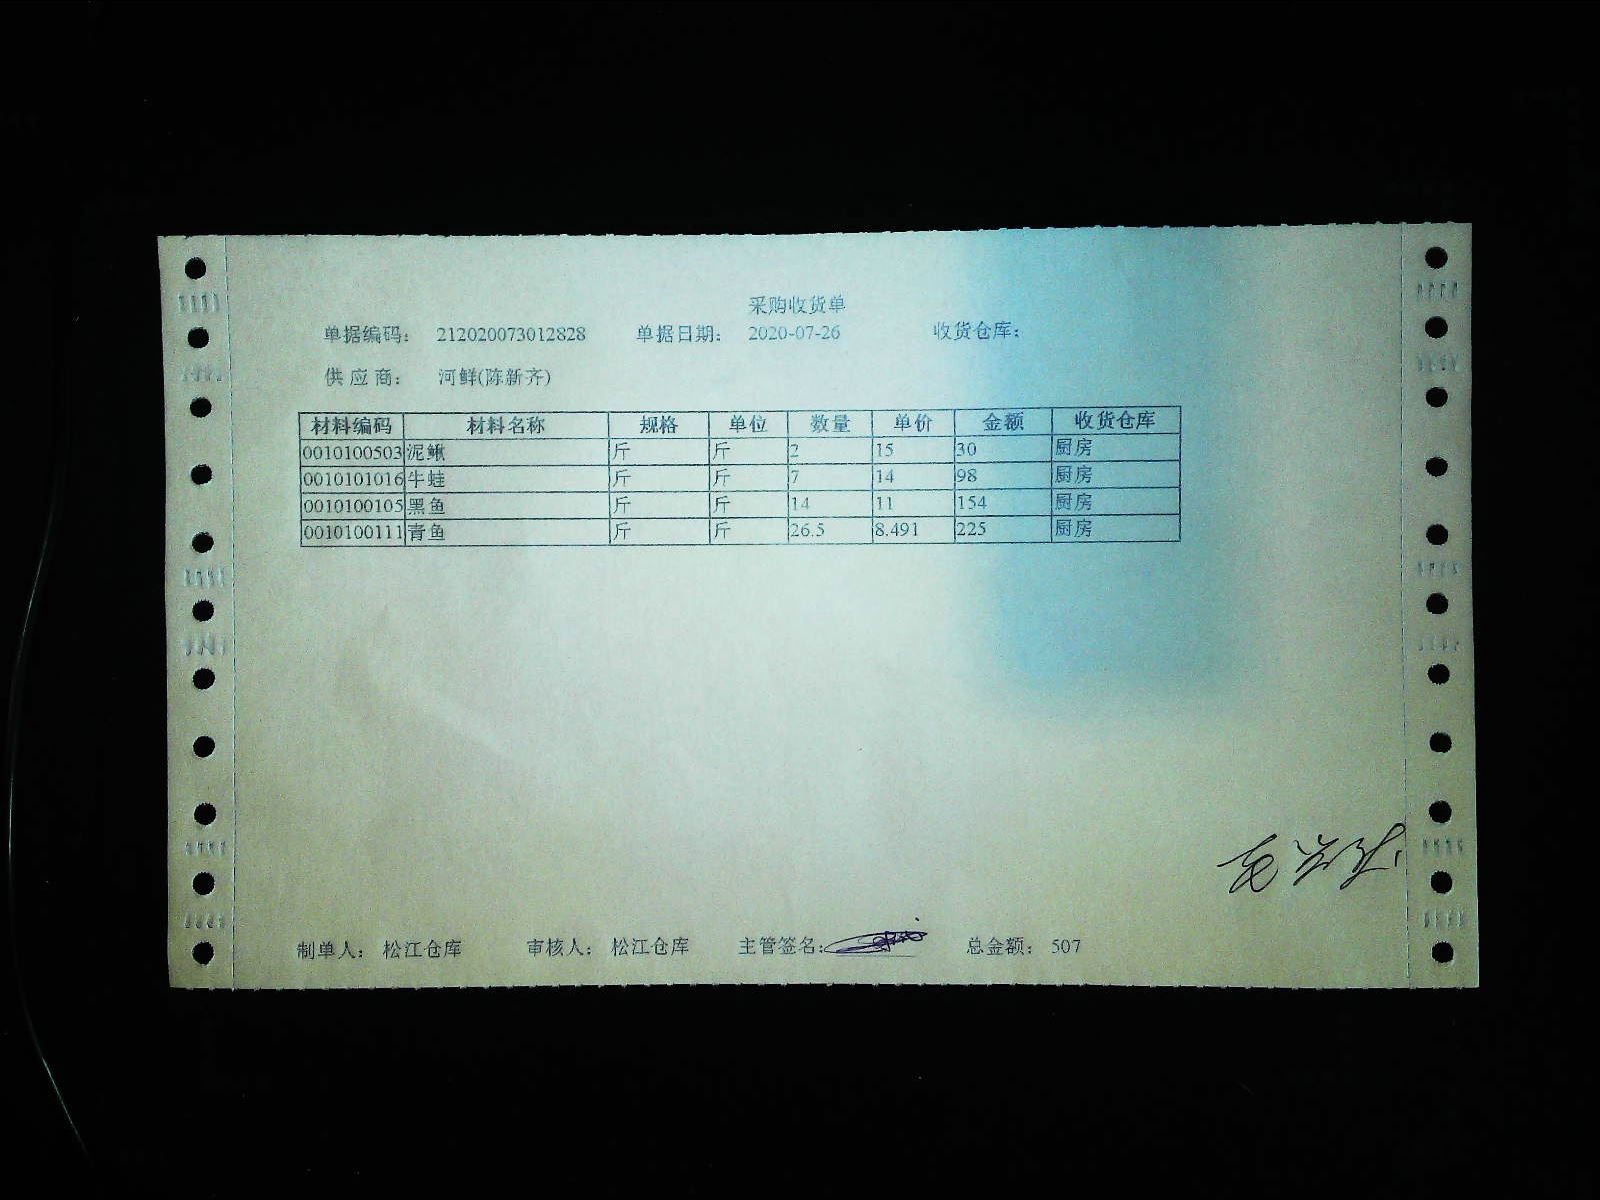 采购收货单
单据编码： 212020073012828 单据日期： 2020-07-26 收货仓库：
供应商： 河鲜(陈新齐)
材料编码 材料名称 规格 单位 数量 单价 金额 收货仓库
0010100503 泥鳅 斤 斤 2 15 30 厨房
0010101016 牛蛙 斤 斤 7 14 98 厨房
0010100105 黑鱼 斤 斤 14 11 154 厨房
0010100111 青鱼 斤 斤 26.5 8.491 225 厨房
制单人： 松江仓库 审核人： 松江仓库 主管签名： 总金额： 507